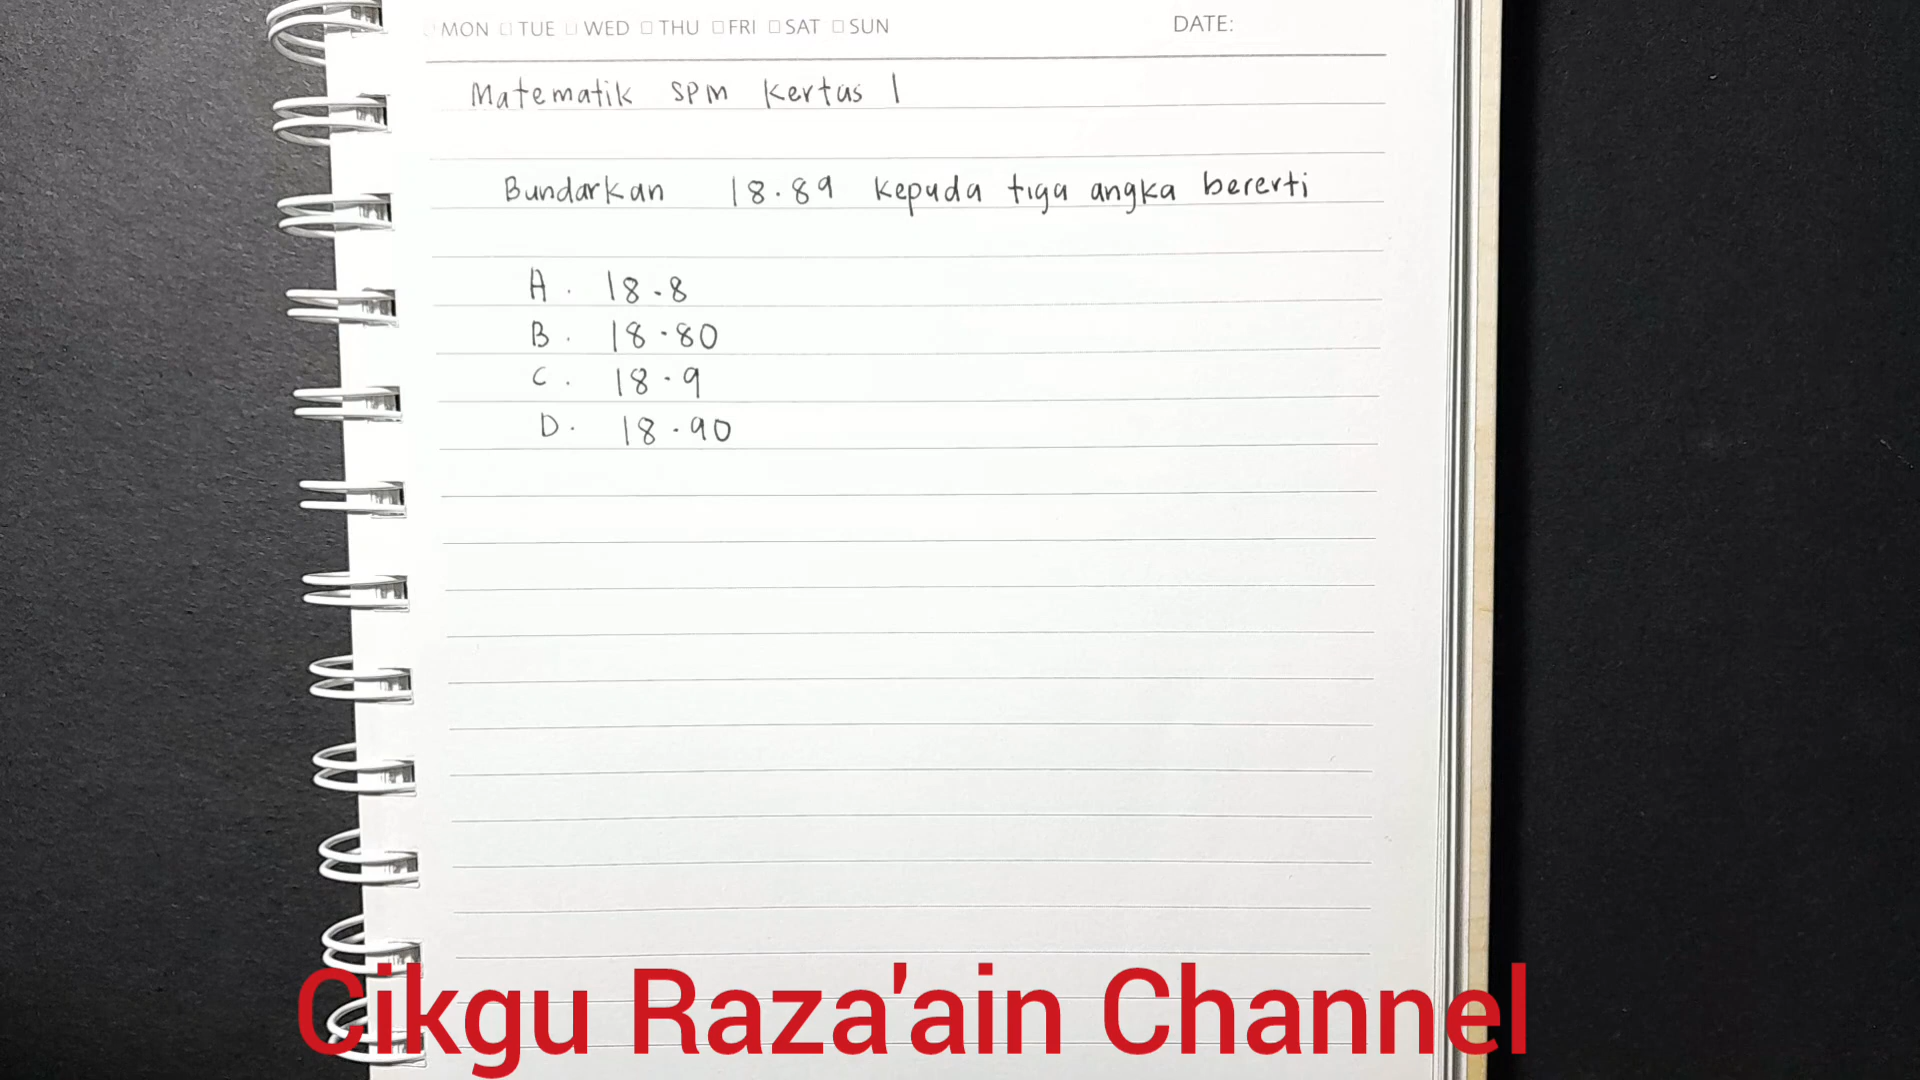 MON TUE WED THU FRI SAT SUN DATE:
Matematik SPM Kertas 1
Bundarkan 18.89 kepada tiga angka bererti
A. 18.8
B. 18.80
C. 18.9
D. 18.90
Cikgu Raza'ain Channel